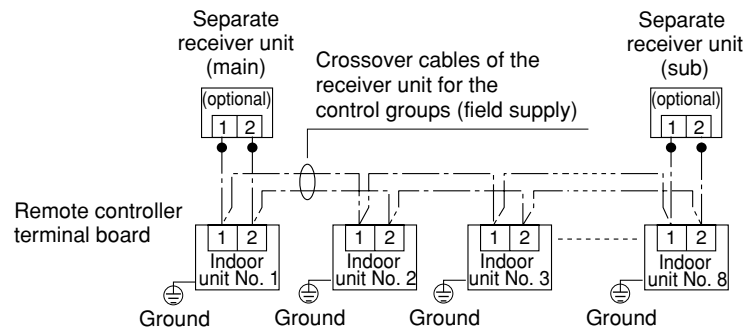 Separate
receiver unit
(main)
Crossover cables of the
receiver unit for the
control groups (field supply)
Separate
receiver unit
(sub)
(optional)
1 2
(optional)
1 2
Remote controller
terminal board
1 2
Indoor
unit No. 1
1 2
Indoor
unit No. 2
1 2
Indoor
unit No. 3
1 2
Indoor
unit No. 8
Ground
Ground
Ground
Ground